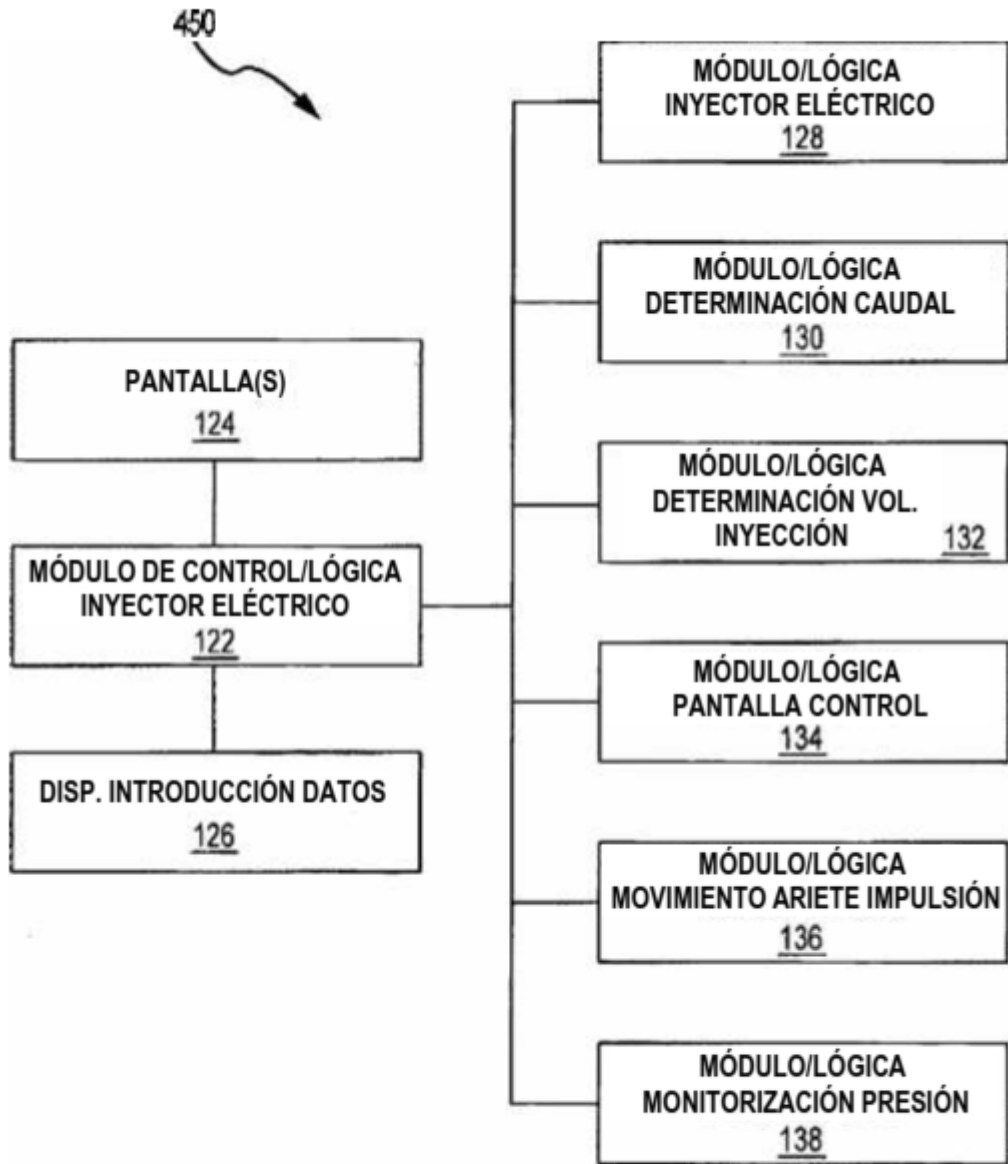 450
PANTALLA(S)
124
MÓDULO DE CONTROL/LÓGICA
INYECTOR ELÉCTRICO
122
DISP. INTRODUCCIÓN DATOS
126
MÓDULO/LÓGICA
INYECTOR ELÉCTRICO
128
MÓDULO/LÓGICA
DETERMINACIÓN CAUDAL
130
MÓDULO/LÓGICA
DETERMINACIÓN VOL.
INYECCIÓN 132
MÓDULO/LÓGICA
PANTALLA CONTROL
134
MÓDULO/LÓGICA
MOVIMIENTO ARIETE IMPULSIÓN
136
MÓDULO/LÓGICA
MONITORIZACIÓN PRESIÓN
138